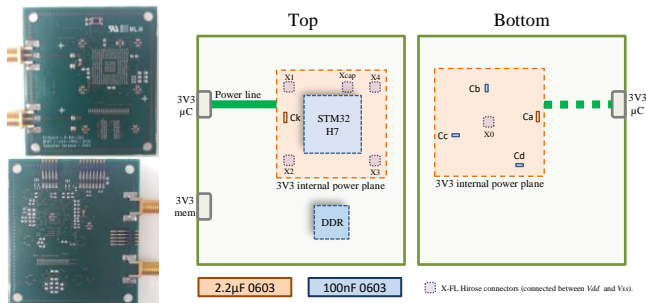 Top
Bottom
3V3
µC
Power line
X1
Xcap
X4
Ck
STM32
H7
X2
X3
3V3 internal power plane
3V3
mem
DDR
Cb
Ca
X0
Cc
Cd
3V3 internal power plane
3V3
µC
2.2µF 0603
100nF 0603
X-FL Hirose connectors (connected between Vdd and Vss).